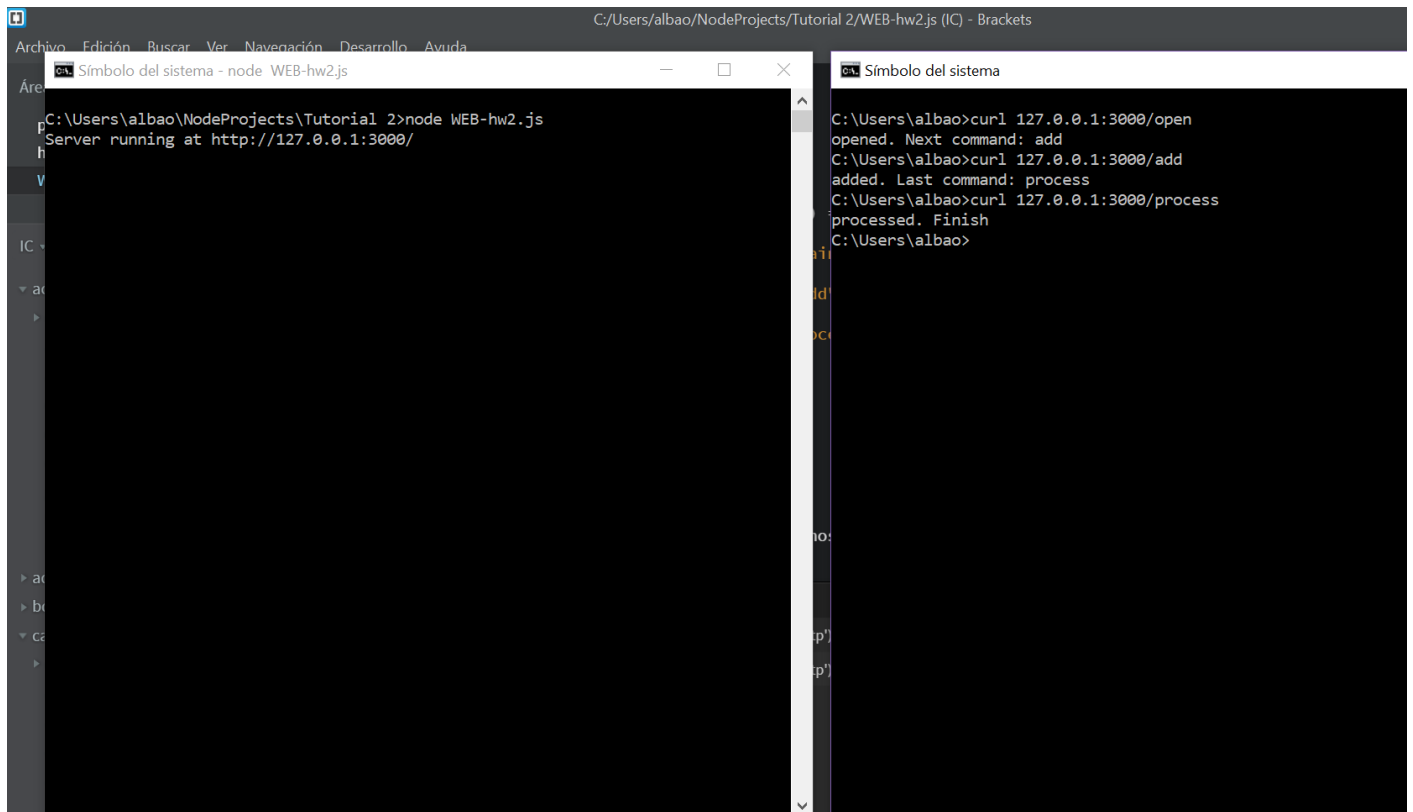 C:/Users/albao/NodeProjects/Tutorial 2/WEB-hw2.js (IC) - Brackets
Archivo Edición Buscar Ver Navegación Desarrollo Ayuda
Símbolo del sistema - node WEB-hw2.js
C:\Users\albao\NodeProjects\Tutorial 2>node WEB-hw2.js
Server running at http://127.0.0.1:3000/
IC
Símbolo del sistema
C:\Users\albao>curl 127.0.0.1:3000/open
opened. Next command: add
C:\Users\albao>curl 127.0.0.1:3000/add
added. Last command: process
C:\Users\albao>curl 127.0.0.1:3000/process
processed. Finish
C:\Users\albao>